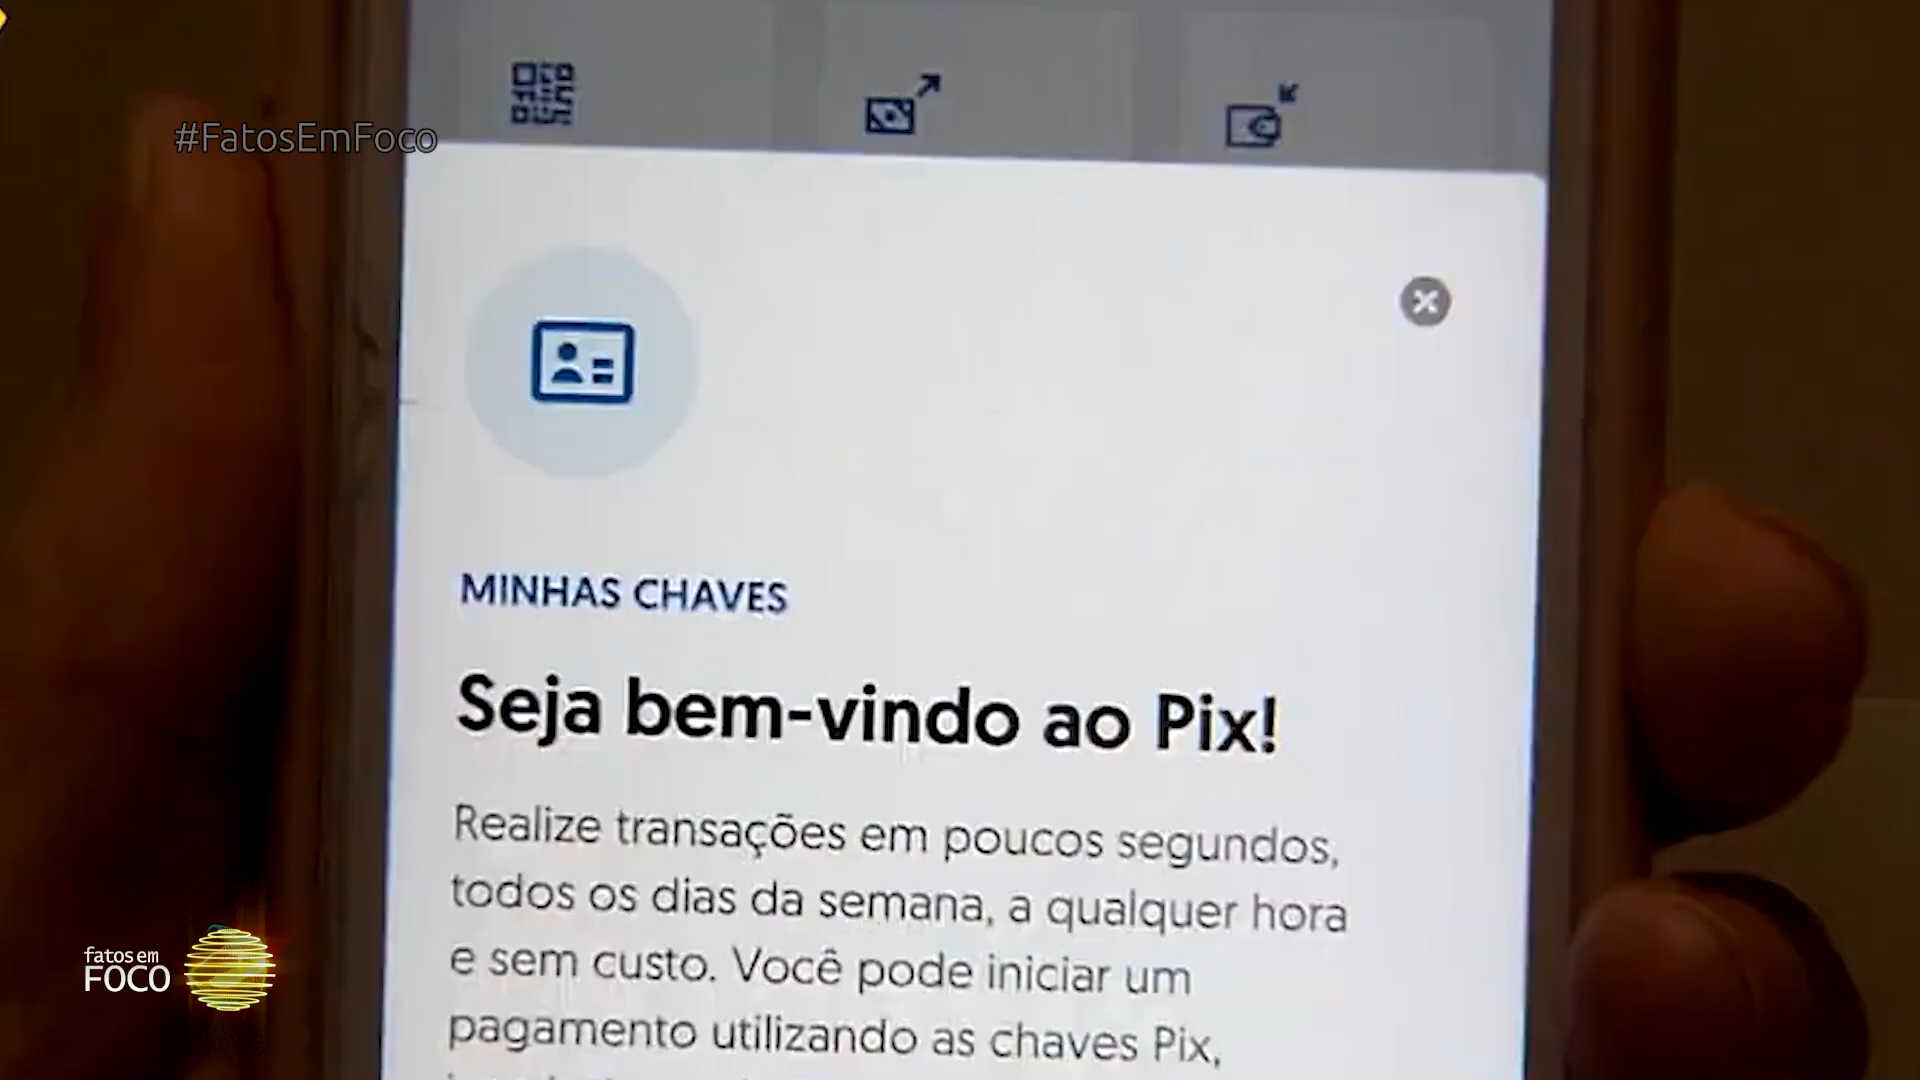 #FatosEmFoco
MINHAS CHAVES
Seja bem-vindo ao Pix!
Realize transações em poucos segundos,
todos os dias da semana, a qualquer hora
e sem custo. Você pode iniciar um
pagamento utilizando as chaves Pix,
fatos em
FOCO